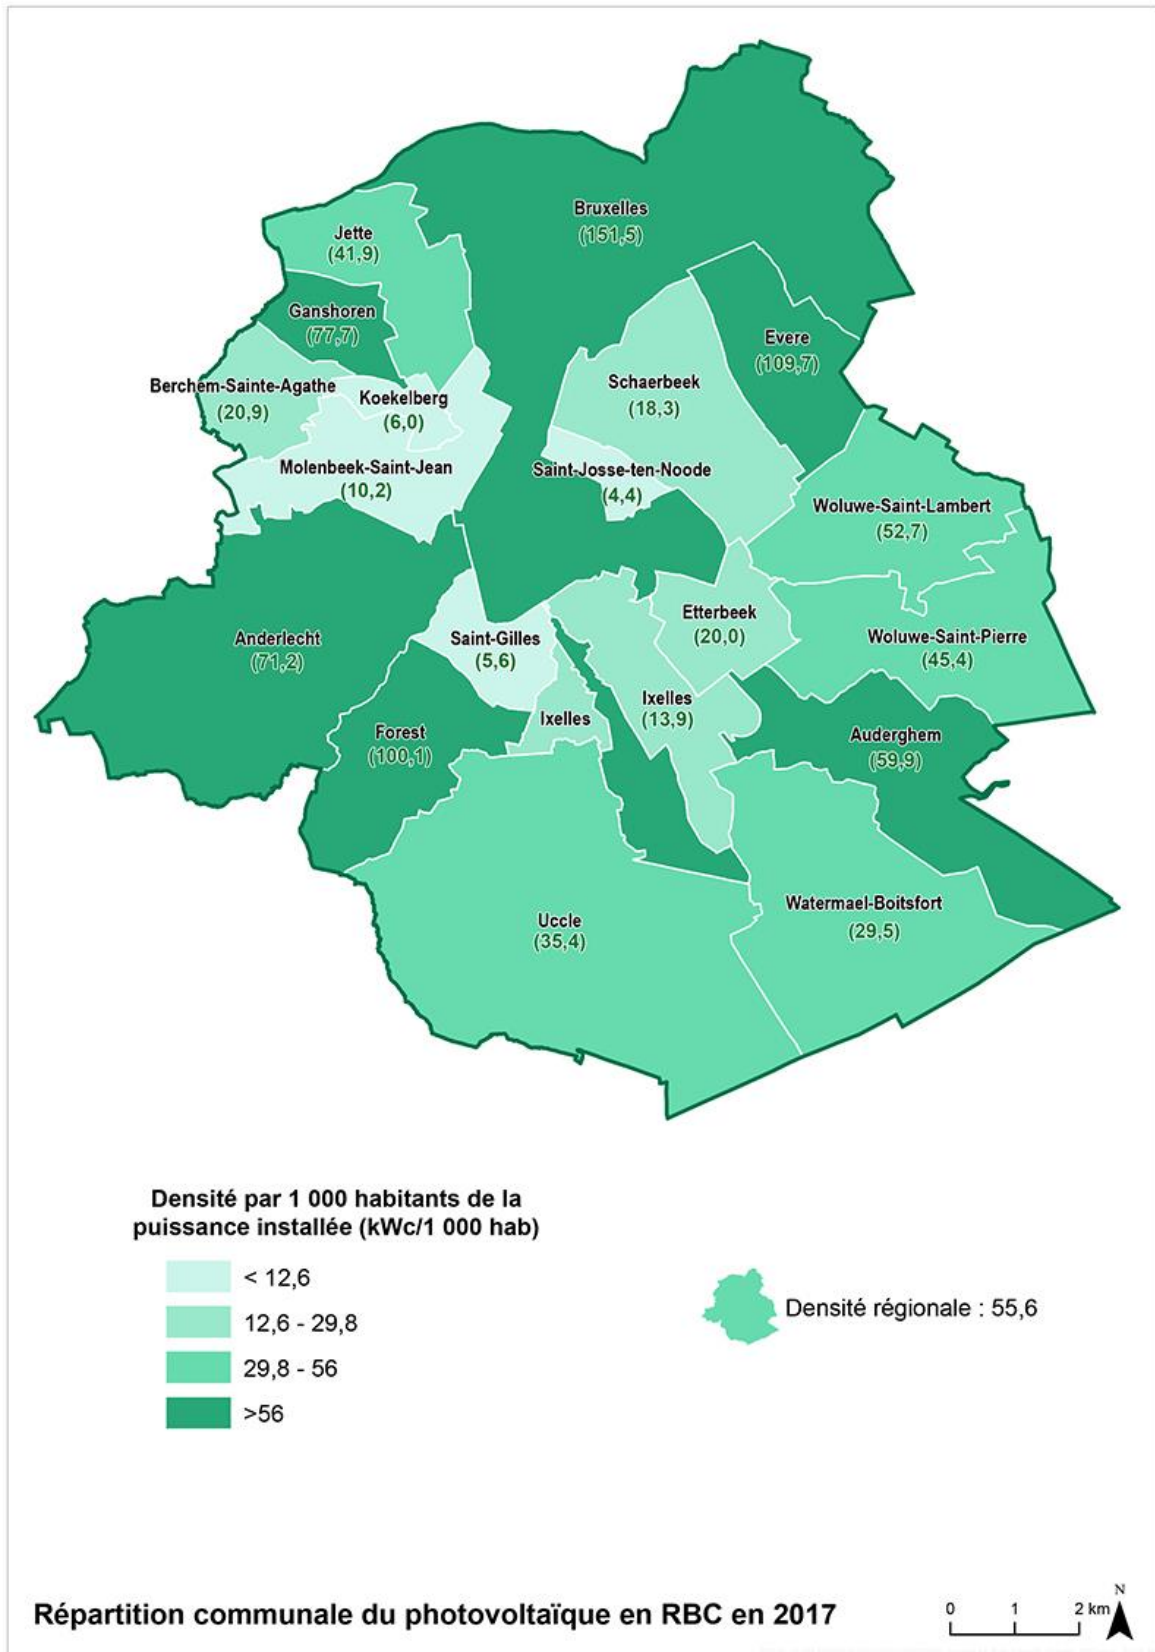 Bruxelles
(151,5)
Jette
(41,9)
Ganshoren
(77,7)
Evere
(109,7)
Berchem-Sainte-Agathe
(20,9)
Koekelberg
(6,0)
Schaerbeek
(18,3)
Molenbeek-Saint-Jean
(10,2)
Saint-Josse-ten-Noode
(4,4)
Woluwe-Saint-Lambert
(52,7)
Etterbeek
(20,0)
Anderlecht
(71,2)
Saint-Gilles
(5,6)
Woluwe-Saint-Pierre
(45,4)
Ixelles
(13,9)
Ixelles
Forest
(100,1)
Auderghem
(59,9)
Uccle
(35,4)
Watermael-Boitsfort
(29,5)
Densité par 1 000 habitants de la
puissance installée (kWc/1 000 hab)
< 12,6
12,6 - 29,8
29,8 - 56
>56
Densité régionale : 55,6
Répartition communale du photovoltaïque en RBC en 2017
0 1 2 km
N